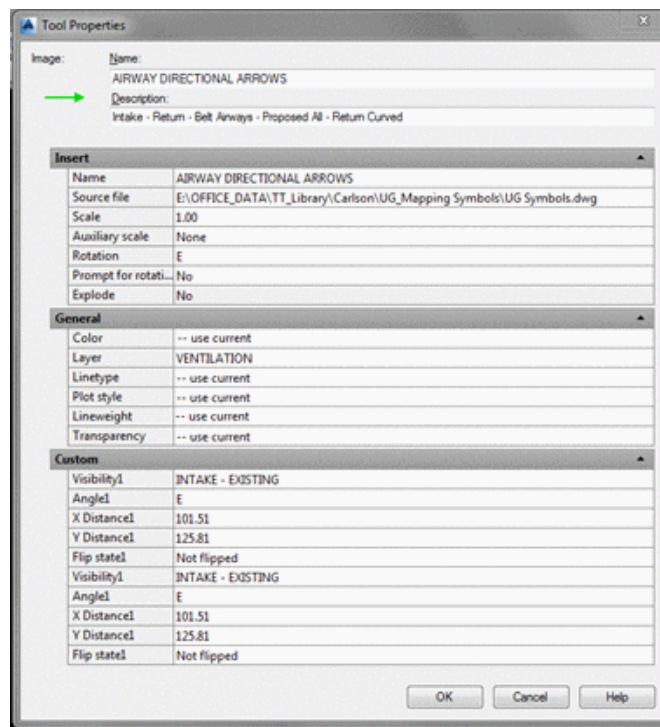 Tool Properties
Image: Name:
AIRWAY DIRECTIONAL ARROWS
Description:
Intake - Return - Belt Airways - Proposed All - Return Curved
Insert
Name AIRWAY DIRECTIONAL ARROWS
Source file E:\OFFICE_DATA\TT_Library\Carlson\UG_Mapping Symbols\UG Symbols.dwg
Scale 1.00
Auxiliary scale None
Rotation E
Prompt for rotati... No
Explode No
General
Color -- use current
Layer VENTILATION
Linetype -- use current
Plot style -- use current
Lineweight -- use current
Transparency -- use current
Custom
Visibility1 INTAKE - EXISTING
Angle1 E
X Distance1 101.51
Y Distance1 125.81
Flip state1 Not flipped
Visibility1 INTAKE - EXISTING
Angle1 E
X Distance1 101.51
Y Distance1 125.81
Flip state1 Not flipped
OK Cancel Help